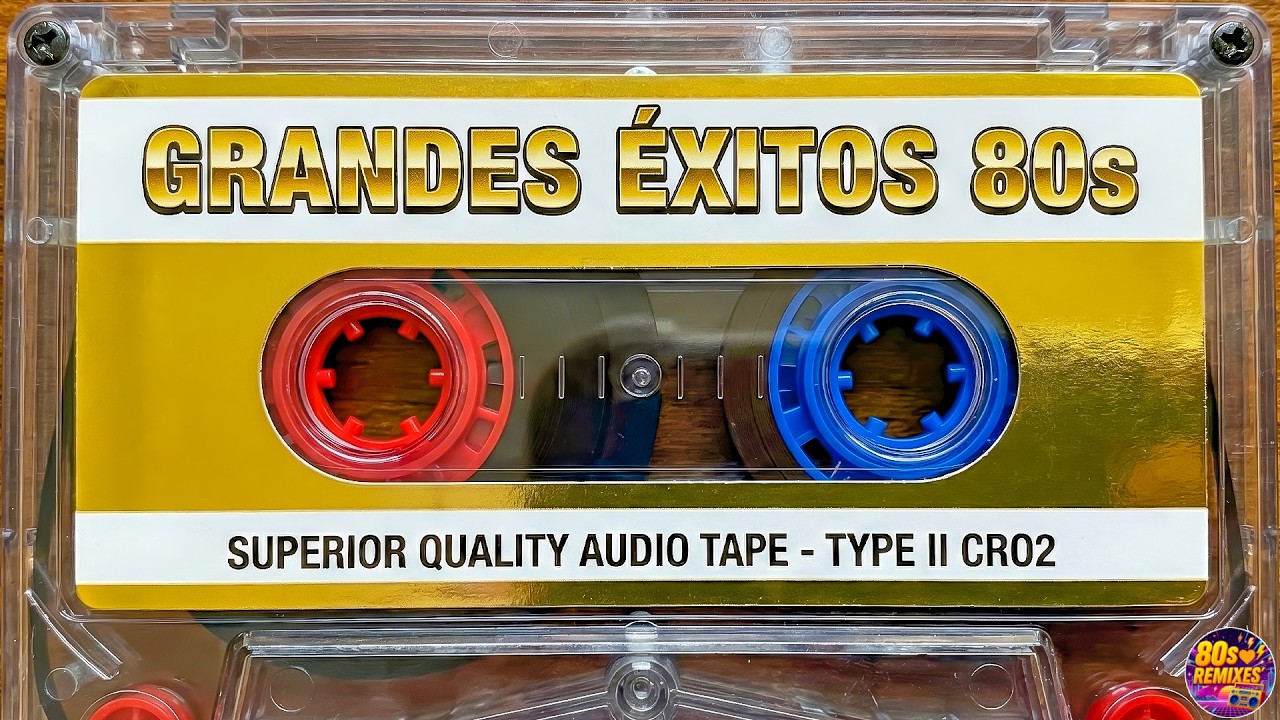 GRANDES ÉXITOS 80s
SUPERIOR QUALITY AUDIO TAPE - TYPE II CRO2
80s
REMIXES